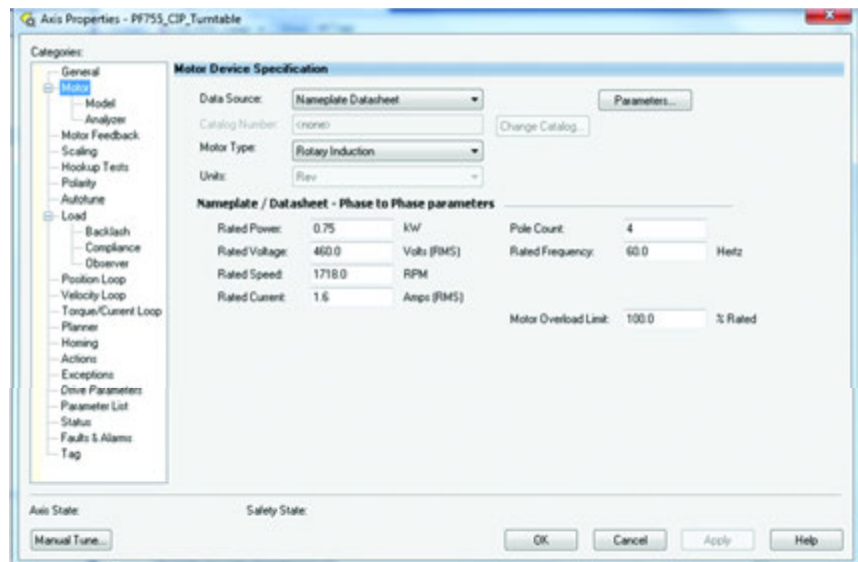 Axis Properties - PF755_CIP_Turntable
Categories:
General
Motor
Model
Analyzer
Motor Feedback
Scaling
Hookup Tests
Polarity
Autotune
Load
Backlash
Compliance
Observer
Position Loop
Velocity Loop
Torque/Current Loop
Planner
Homing
Actions
Exceptions
Drive Parameters
Parameter List
Status
Faults & Alarms
Tag
Motor Device Specification
Data Source: Nameplate Datasheet Parameters...
Catalog Number: <none> Change Catalog...
Motor Type: Rotary Induction
Units: Rev
Nameplate / Datasheet - Phase to Phase parameters
Rated Power: 0.75 kW Pole Count: 4
Rated Voltage: 460.0 Volts (RMS) Rated Frequency: 60.0 Hertz
Rated Speed: 1718.0 RPM
Rated Current: 1.6 Amps (RMS)
Motor Overload Limit: 100.0 % Rated
Axis State: Safety State:
Manual Tune... OK Cancel Apply Help